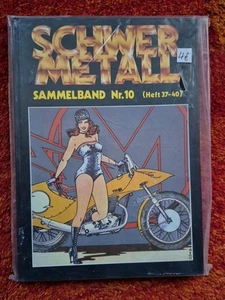 SCHWER
METALL
SAMMELBAND Nr.10 (Heft 37-40)